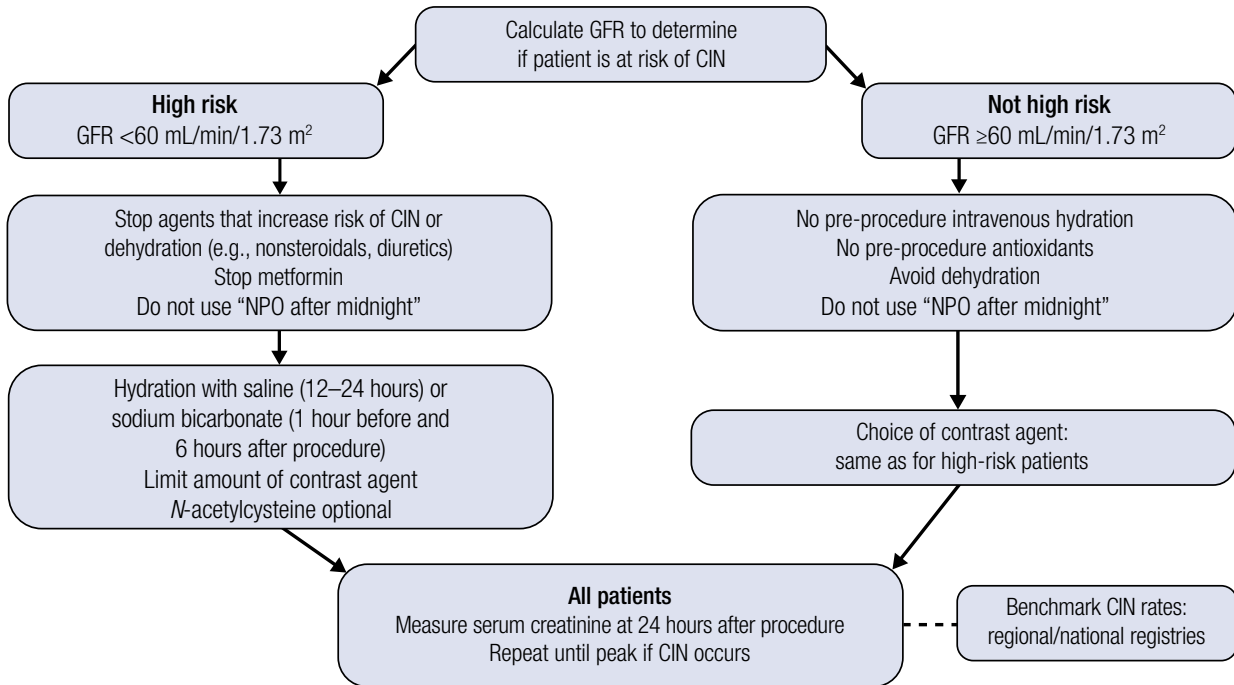 Calculate GFR to determine
if patient is at risk of CIN
High risk
GFR <60 mL/min/1.73 m²
Not high risk
GFR ≥60 mL/min/1.73 m²
Stop agents that increase risk of CIN or
dehydration (e.g., nonsteroidals, diuretics)
Stop metformin
Do not use “NPO after midnight”
No pre-procedure intravenous hydration
No pre-procedure antioxidants
Avoid dehydration
Do not use “NPO after midnight”
Hydration with saline (12–24 hours) or
sodium bicarbonate (1 hour before and
6 hours after procedure)
Limit amount of contrast agent
N-acetylcysteine optional
Choice of contrast agent:
same as for high-risk patients
All patients
Measure serum creatinine at 24 hours after procedure
Repeat until peak if CIN occurs
Benchmark CIN rates:
regional/national registries